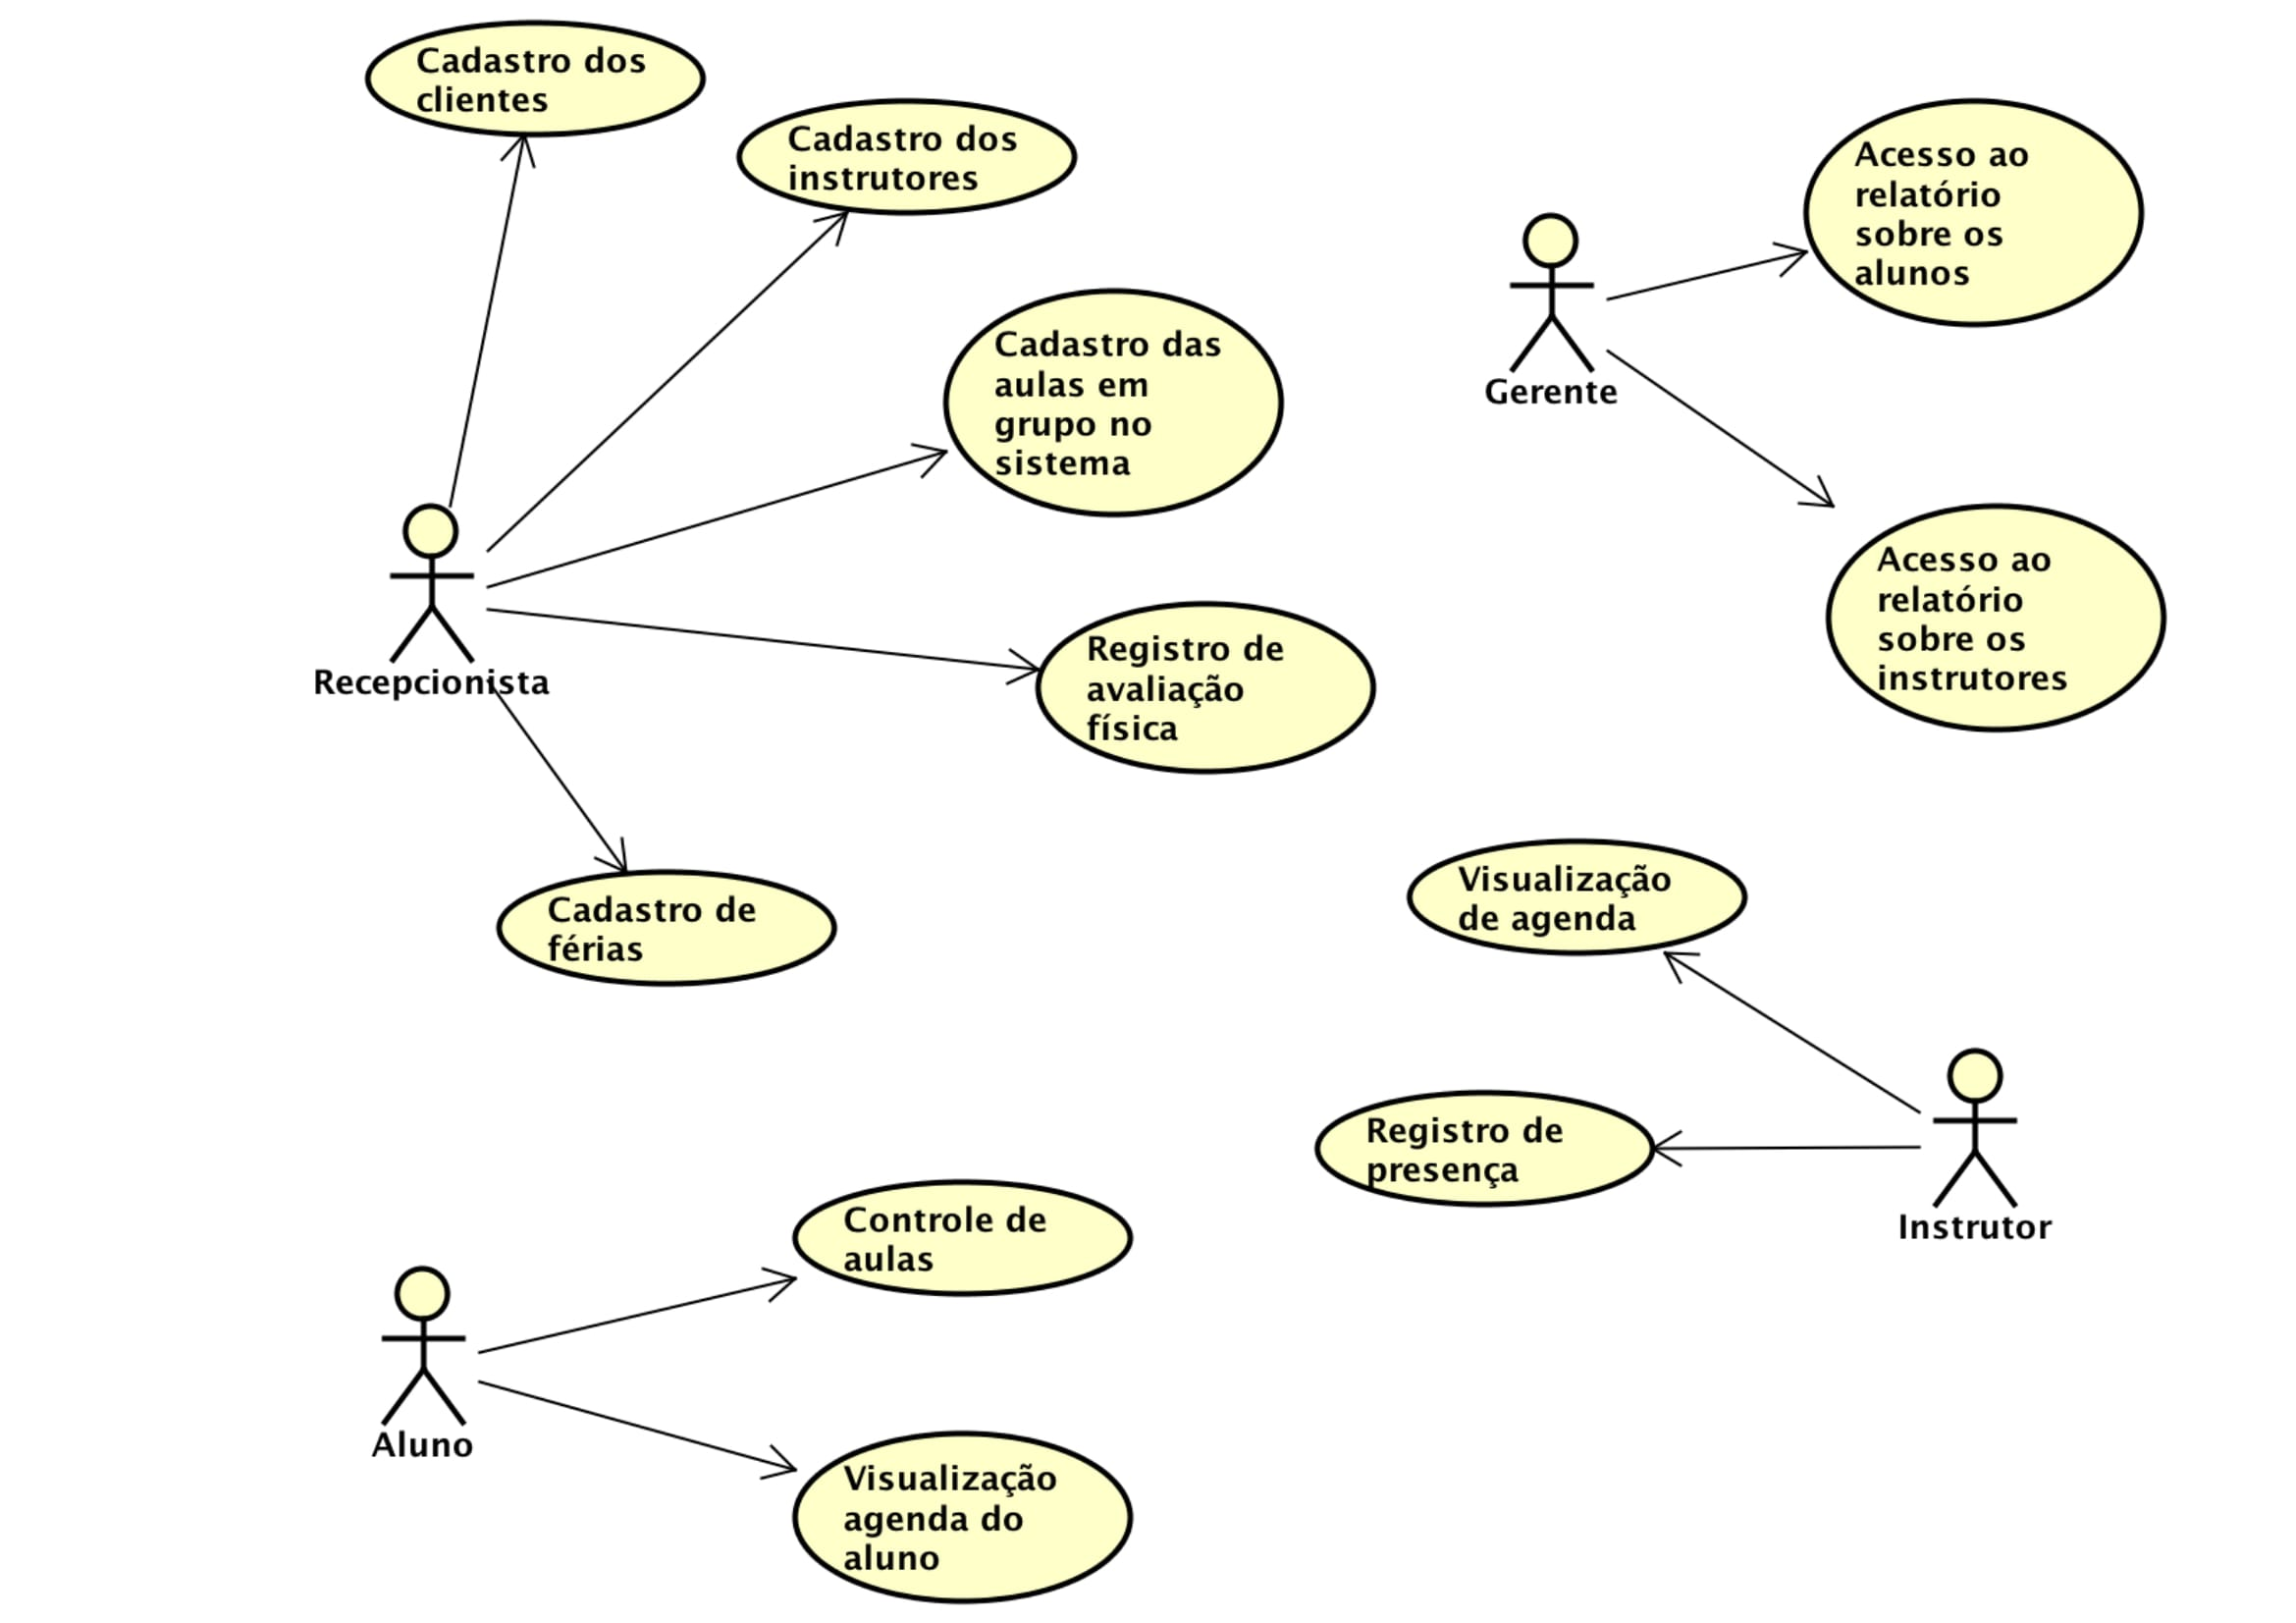 Cadastro dos
clientes
Cadastro dos
instrutores
Cadastro das
aulas em
grupo no
sistema
Recepcionista
Registro de
avaliação
física
Cadastro de
férias
Acesso ao
relatório
sobre os
alunos
Gerente
Acesso ao
relatório
sobre os
instrutores
Visualização
de agenda
Registro de
presença
Instrutor
Controle de
aulas
Aluno
Visualização
agenda do
aluno